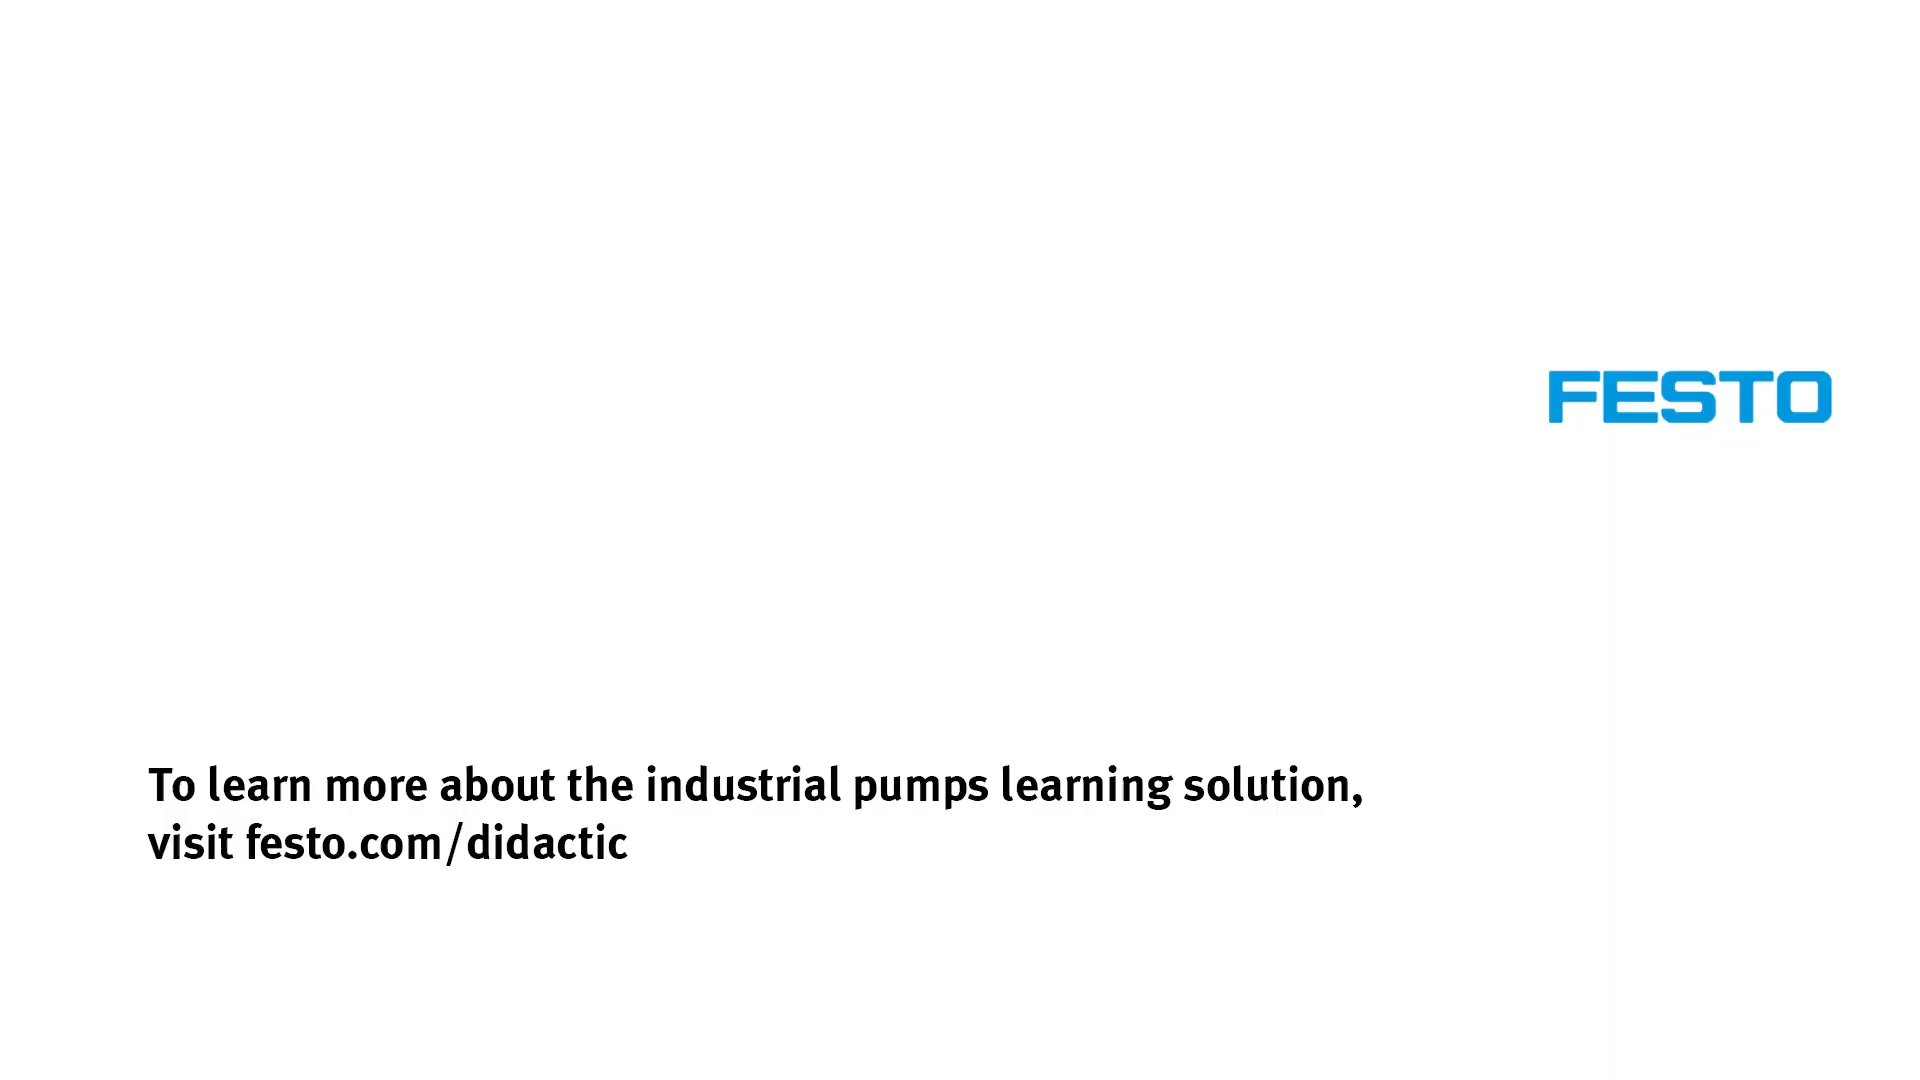 FESTO
To learn more about the industrial pumps learning solution,
visit festo.com/didactic